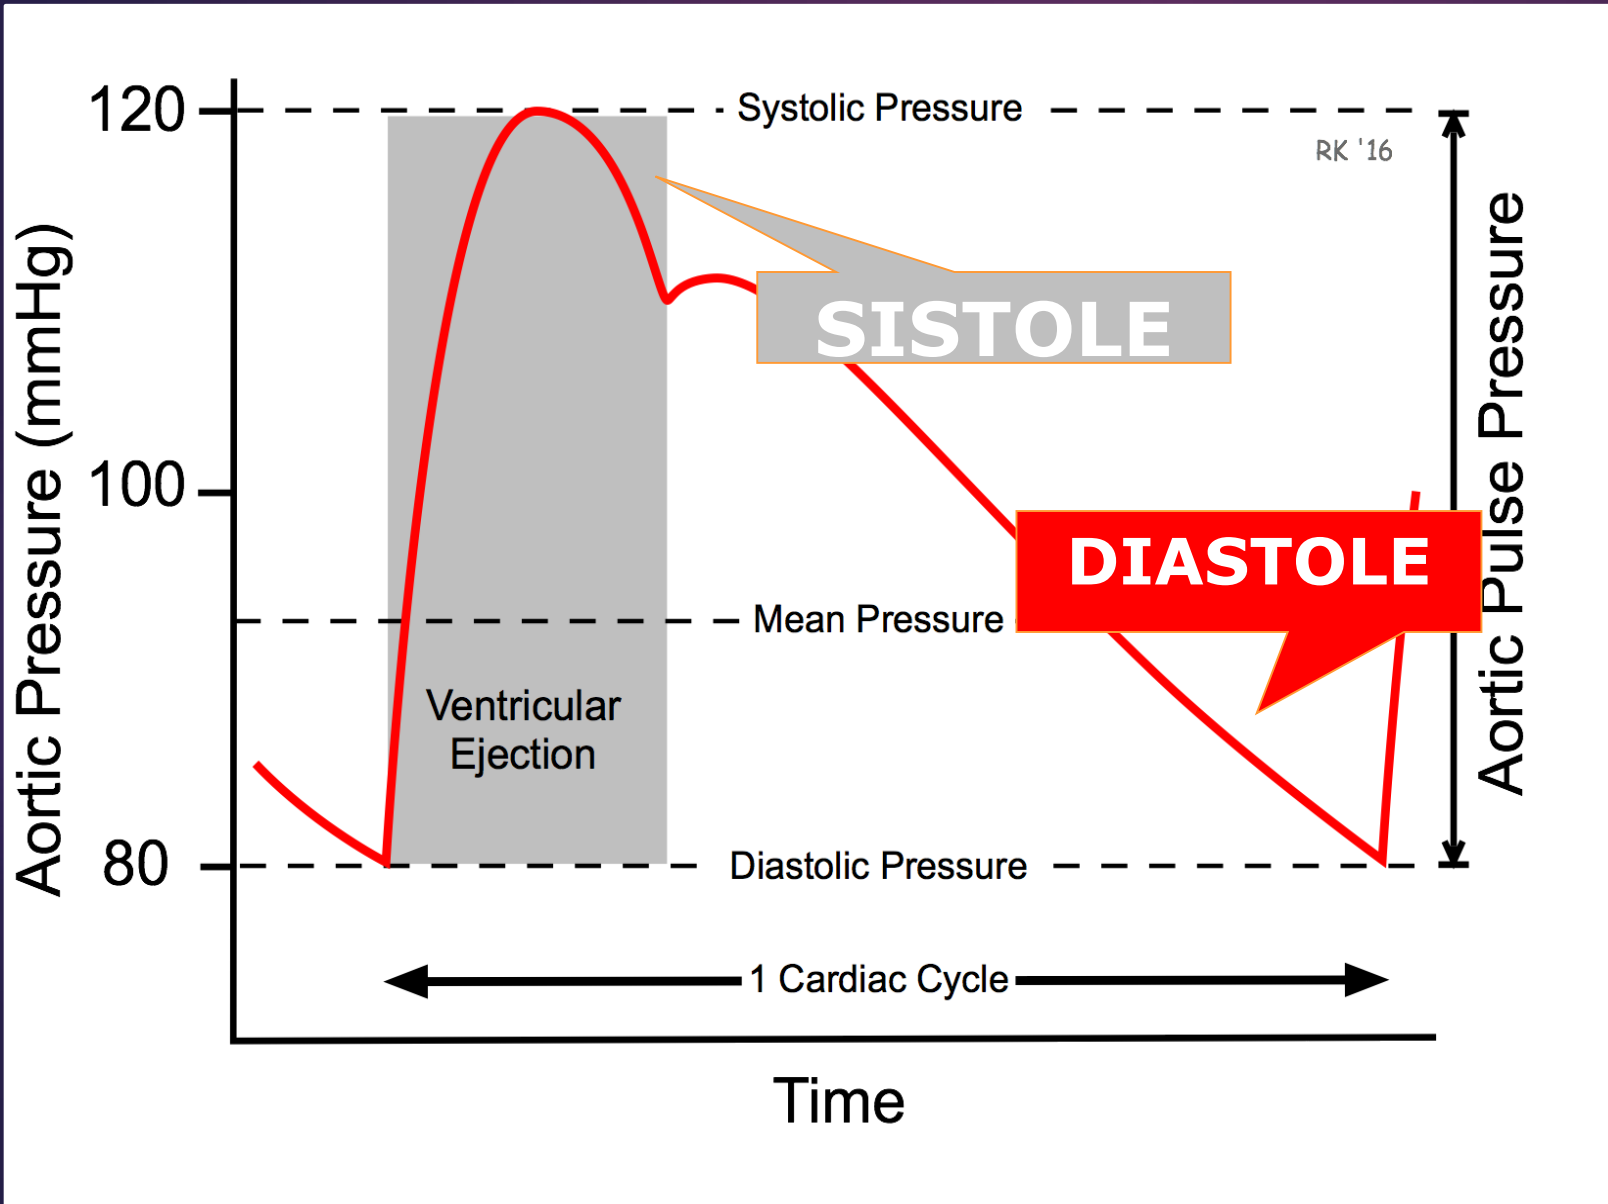 120
Systolic Pressure
RK '16
SISTOLE
Aortic Pressure (mmHg)
100
DIASTOLE
Aortic Pulse Pressure
Mean Pressure
Ventricular
Ejection
80
Diastolic Pressure
1 Cardiac Cycle
Time